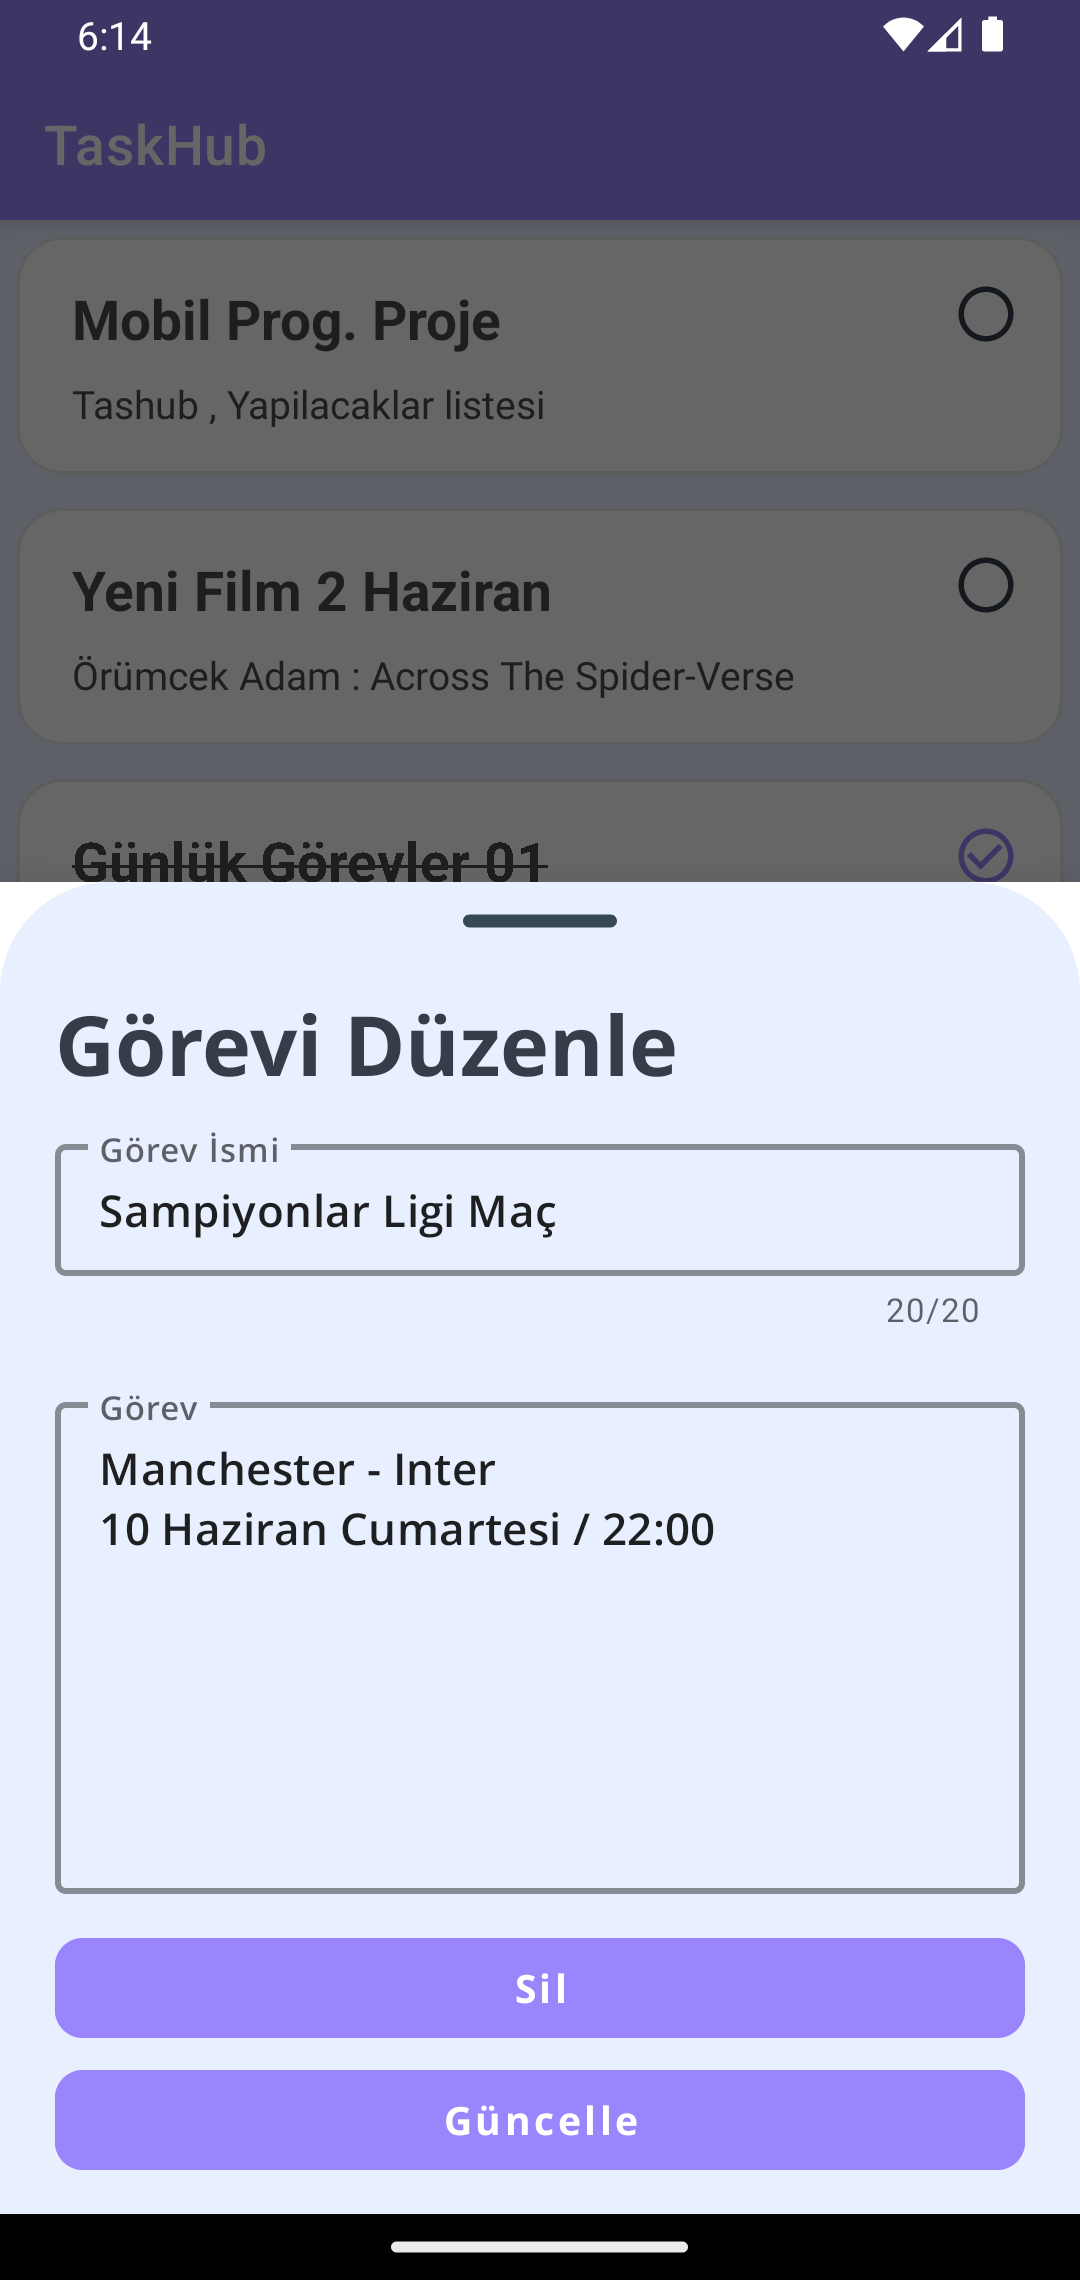 6:14
TaskHub
Mobil Prog. Proje
Tashub , Yapilacaklar listesi
Yeni Film 2 Haziran
Örümcek Adam : Across The Spider-Verse
Günlük Görevler 01
Görevi Düzenle
Görev İsmi
Sampiyonlar Ligi Maç
20/20
Görev
Manchester - Inter
10 Haziran Cumartesi / 22:00
Sil
Güncelle